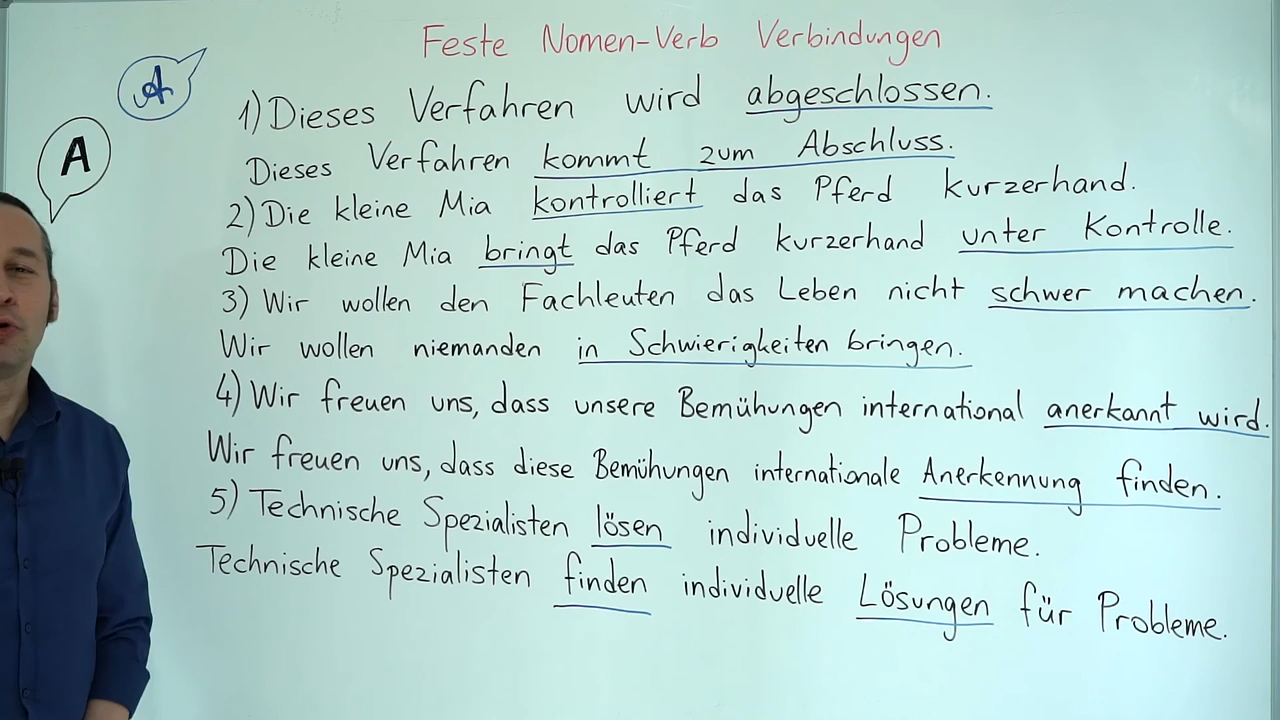 Feste Nomen-Verb Verbindungen
A
A
1) Dieses Verfahren wird abgeschlossen.
Dieses Verfahren kommt zum Abschluss.
2) Die kleine Mia kontrolliert das Pferd kurzerhand.
Die kleine Mia bringt das Pferd kurzerhand unter Kontrolle.
3) Wir wollen den Fachleuten das Leben nicht schwer machen.
Wir wollen niemanden in Schwierigkeiten bringen.
4) Wir freuen uns, dass unsere Bemühungen international anerkannt wird.
Wir freuen uns, dass diese Bemühungen internationale Anerkennung finden.
5) Technische Spezialisten lösen individuelle Probleme.
Technische Spezialisten finden individuelle Lösungen für Probleme.